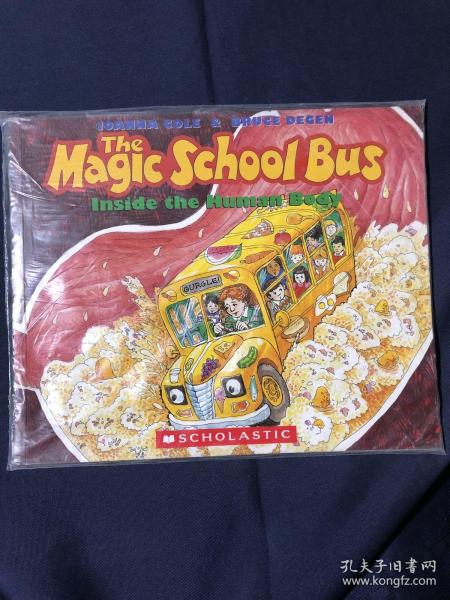 JOANNA COLE & BRUCE DEGEN
The
MAGIC SCHOOL BUS
Inside the Human Body
GURGLE!
SCHOLASTIC
孔夫子旧书网
www.kongfz.com